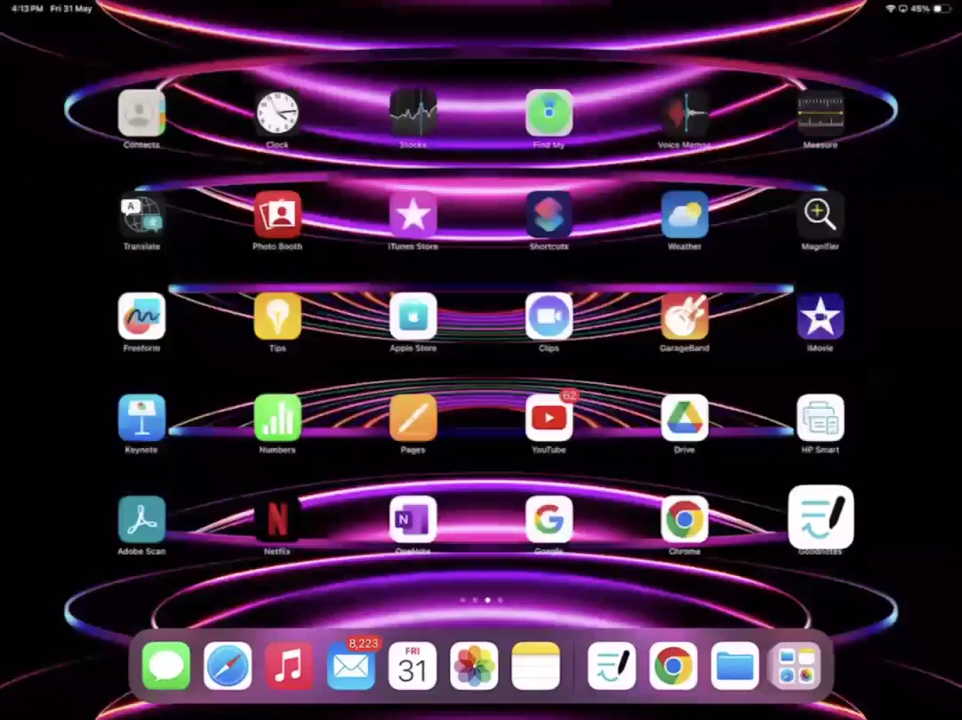 4:13 PM Fri 31 May 45%
Contacts Clock Stocks Find My Voice Memos Measure
A
Translate Photo Booth iTunes Store Shortcuts Weather Magnifier
Freeform Tips Apple Store Clips GarageBand iMovie
62
Keynote Numbers Pages YouTube Drive HP Smart
N N G
Adobe Scan Netflix OneNote Google Chrome Goodnotes
8,223
FRI
31